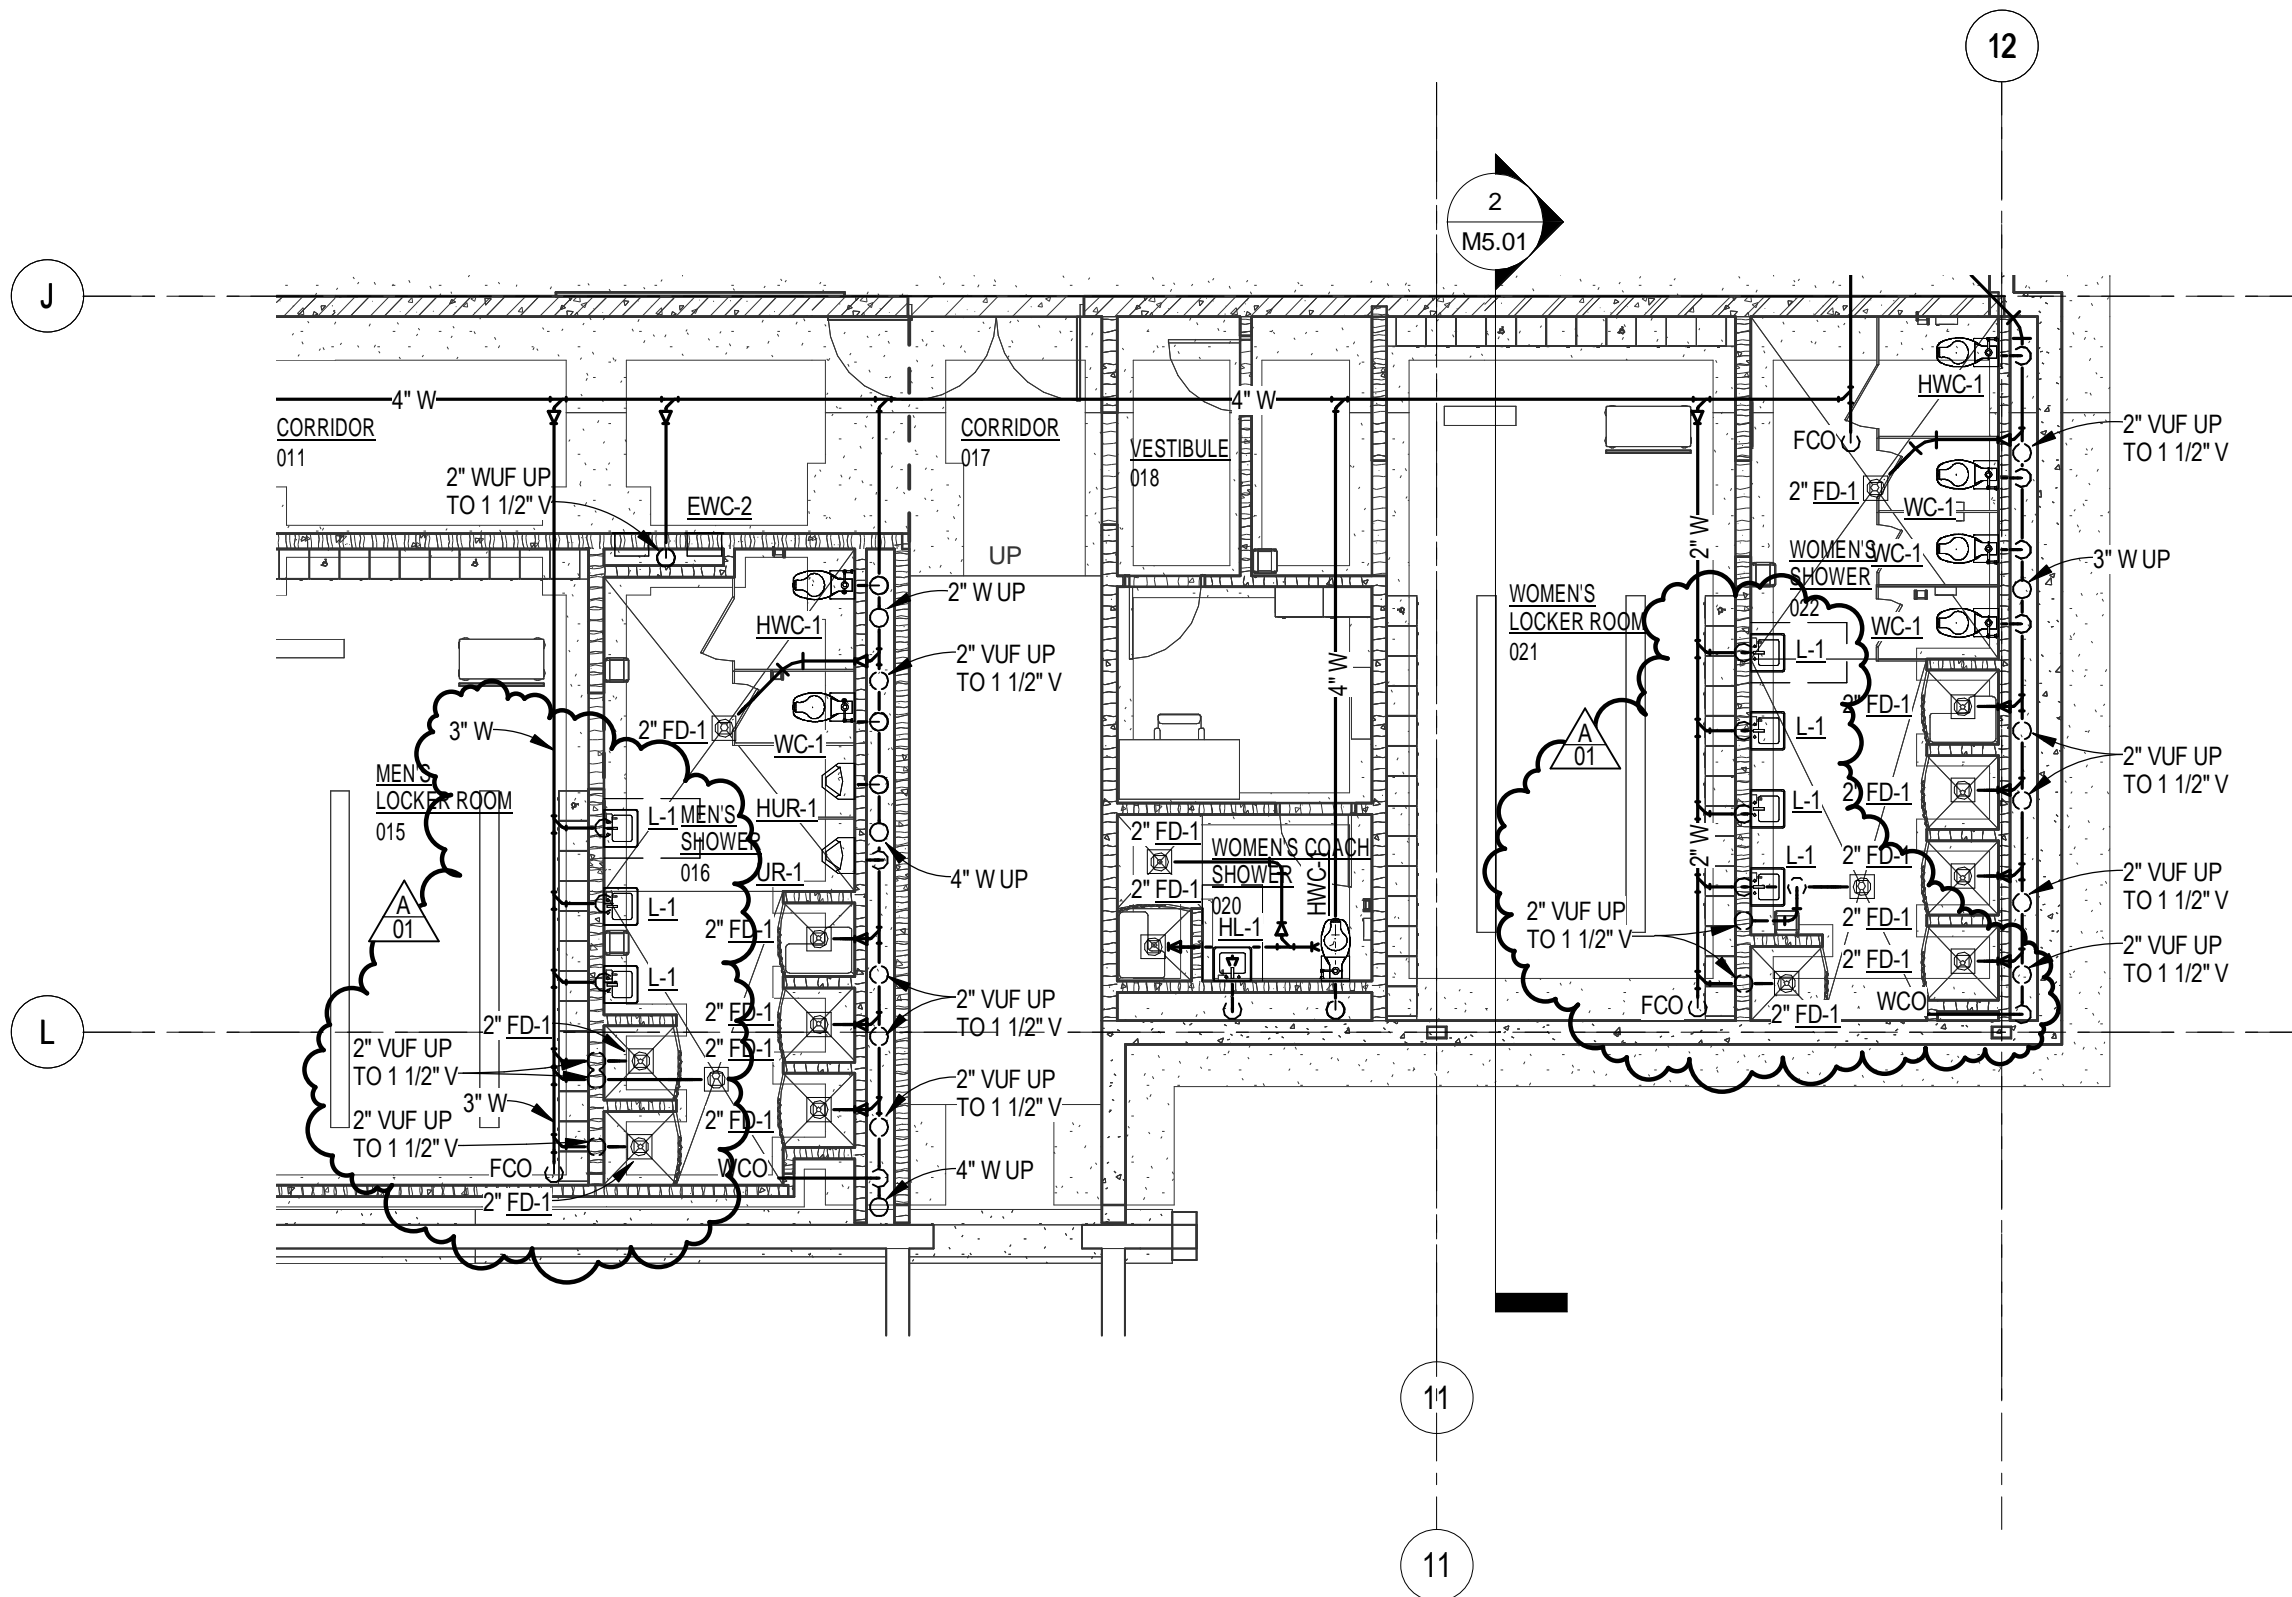 12
2
M5.01
J
4" W
4" W
CORRIDOR
011
CORRIDOR
017
VESTIBULE
018
HWC-1
FCO
2" VUF UP
TO 1 1/2" V
2" WUF UP
TO 1 1/2" V
EWC-2
2" FD-1
WC-1
2" W
UP
WOMEN'S
SHOWER
022
WC-1
3" W UP
2" W UP
HWC-1
WOMEN'S
LOCKER ROOM
021
WC-1
2" VUF UP
TO 1 1/2" V
L-1
4" W
3" W
2" FD-1
WC-1
2" FD-1
L-1
A
01
2" VUF UP
TO 1 1/2" V
MEN'S
LOCKER ROOM
015
L-1
MEN'S
SHOWER
016
HUR-1
2" FD-1
L-1
2" FD-1
WOMEN'S COACH
SHOWER
020
2" W
UR-1
4" W UP
2" FD-1
HWC-1
L-1
2" FD-1
2" VUF UP
TO 1 1/2" V
A
01
L-1
2" FD-1
HL-1
2" VUF UP
TO 1 1/2" V
2" FD-1
2" FD-1
2" VUF UP
TO 1 1/2" V
L-1
2" FD-1
2" VUF UP
TO 1 1/2" V
FCO
WCO
2" FD-1
L
2" FD-1
2" FD-1
2" VUF UP
TO 1 1/2" V
3" W
2" VUF UP
TO 1 1/2" V
2" FD-1
2" VUF UP
TO 1 1/2" V
FCO
WCO
4" W UP
2" FD-1
11
11